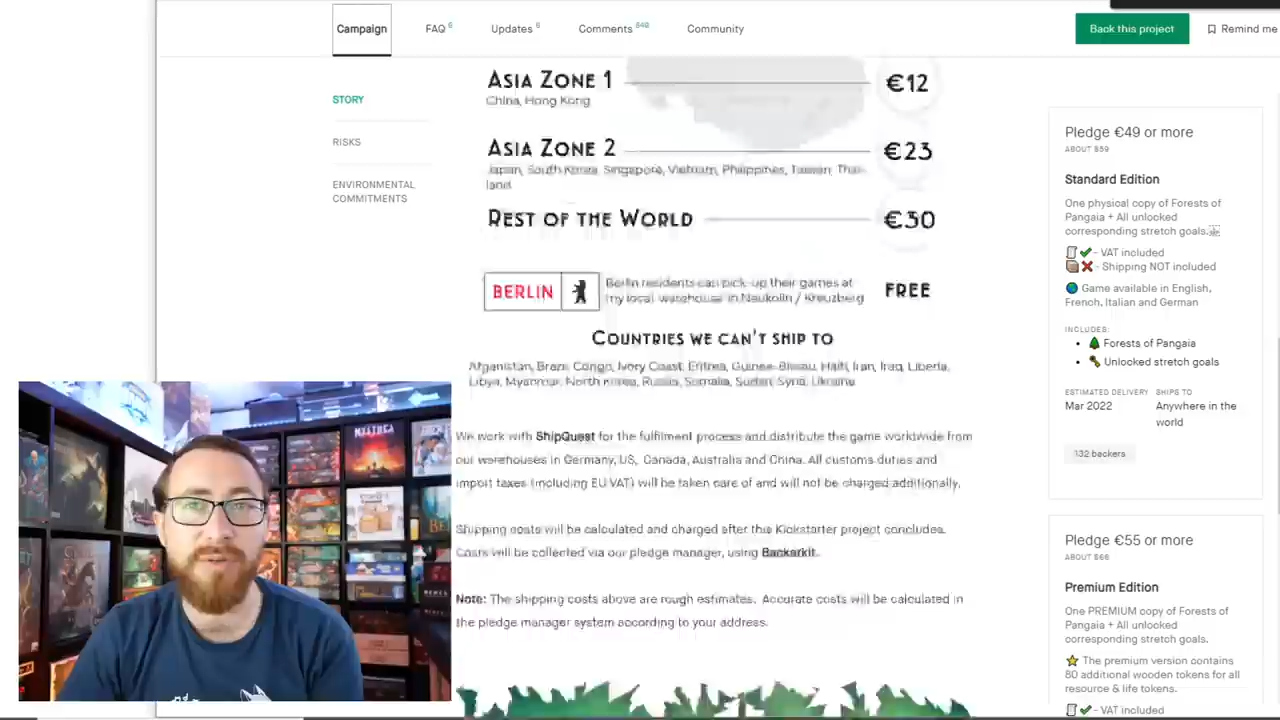 Campaign
FAQ 6
Updates 6
Comments 540
Community
Back this project
Remind me
STORY
RISKS
ENVIRONMENTAL
COMMITMENTS
ASIA ZONE 1 €12
China, Hong Kong
ASIA ZONE 2 €23
Japan, South Korea, Singapore, Vietnam, Philippines, Taiwan, Thai-
land
REST OF THE WORLD €30
BERLIN
Berlin residents can pick-up their games at
my local warehouse in Neukölln / Kreuzberg
FREE
COUNTRIES WE CAN'T SHIP TO
Afganistan, Brazil, Congo, Ivory Coast, Eritrea, Guinea-Bissau, Haiti, Iran, Iraq, Liberia,
Libya, Myanmar, North Korea, Russia, Somalia, Sudan, Syria, Ukraine
We work with ShipQuest for the fulfilment process and distribute the game worldwide from
our warehouses in Germany, US, Canada, Australia and China. All customs duties and
import taxes (including EU VAT) will be taken care of and will not be charged additionally.
Shipping costs will be calculated and charged after this Kickstarter project concludes.
Costs will be collected via our pledge manager, using Backerkit.
Note: The shipping costs above are rough estimates. Accurate costs will be calculated in
the pledge manager system according to your address.
Pledge €49 or more
ABOUT $59
Standard Edition
One physical copy of Forests of
Pangaia + All unlocked
corresponding stretch goals.
- VAT included
- Shipping NOT included
Game available in English,
French, Italian and German
INCLUDES:
• Forests of Pangaia
• Unlocked stretch goals
ESTIMATED DELIVERY SHIPS TO
Mar 2022 Anywhere in the
world
132 backers
Pledge €55 or more
ABOUT $66
Premium Edition
One PREMIUM copy of Forests of
Pangaia + All unlocked
corresponding stretch goals.
The premium version contains
80 additional wooden tokens for all
resource & life tokens.
- VAT included